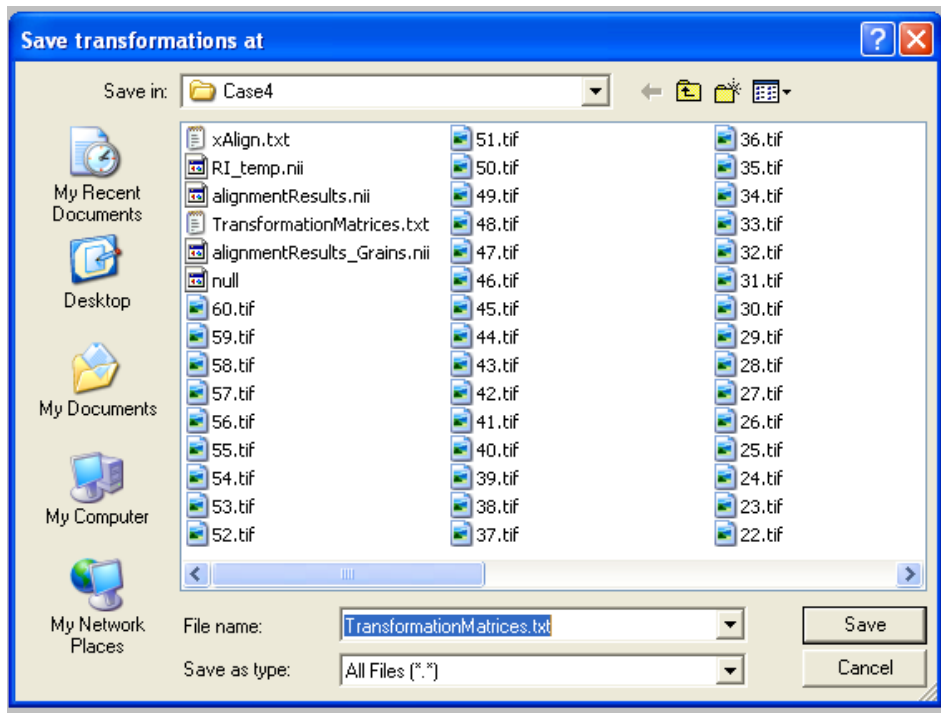 Save transformations at
Save in: Case4
My Recent
Documents
Desktop
My Documents
My Computer
My Network
Places
xAlign.txt
RI_temp.nii
alignmentResults.nii
TransformationMatrices.txt
alignmentResults_Grains.nii
null
60.tif
59.tif
58.tif
57.tif
56.tif
55.tif
54.tif
53.tif
52.tif
51.tif
50.tif
49.tif
48.tif
47.tif
46.tif
45.tif
44.tif
43.tif
42.tif
41.tif
40.tif
39.tif
38.tif
37.tif
36.tif
35.tif
34.tif
33.tif
32.tif
31.tif
30.tif
29.tif
28.tif
27.tif
26.tif
25.tif
24.tif
23.tif
22.tif
File name: TransformationMatrices.txt Save
Save as type: All Files (*.*) Cancel